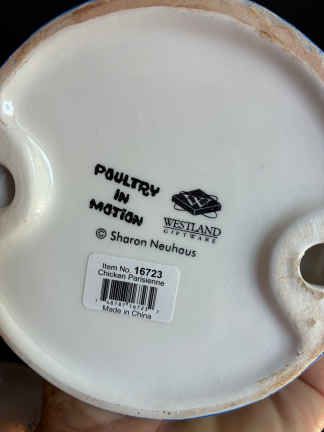 POULTRY
IN
MOTION
W
WESTLAND
GIFTWARE
© Sharon Neuhaus
Item No. 16723
Chicken Parisienne
Made in China